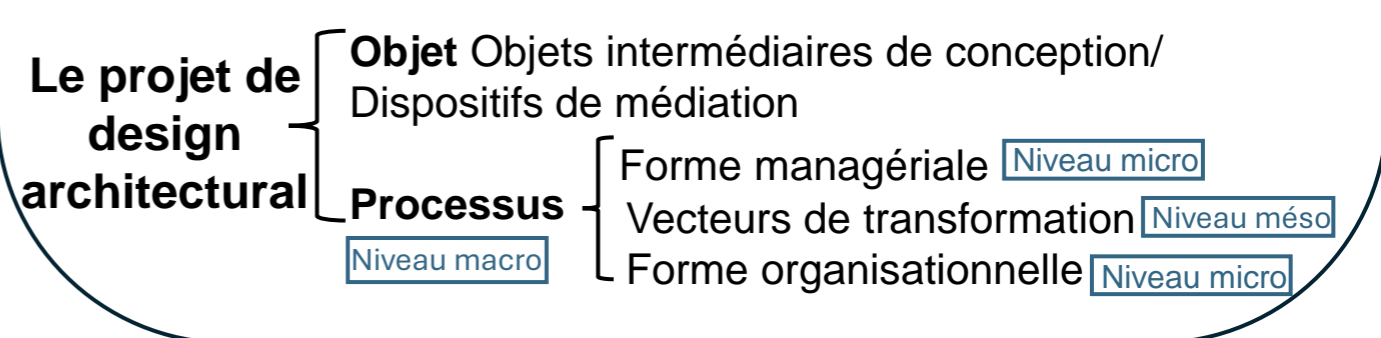 Le projet de
design
architectural
Objet Objets intermédiaires de conception/
Dispositifs de médiation
Processus
Niveau macro
Forme managériale Niveau micro
Vecteurs de transformation Niveau méso
Forme organisationnelle Niveau micro